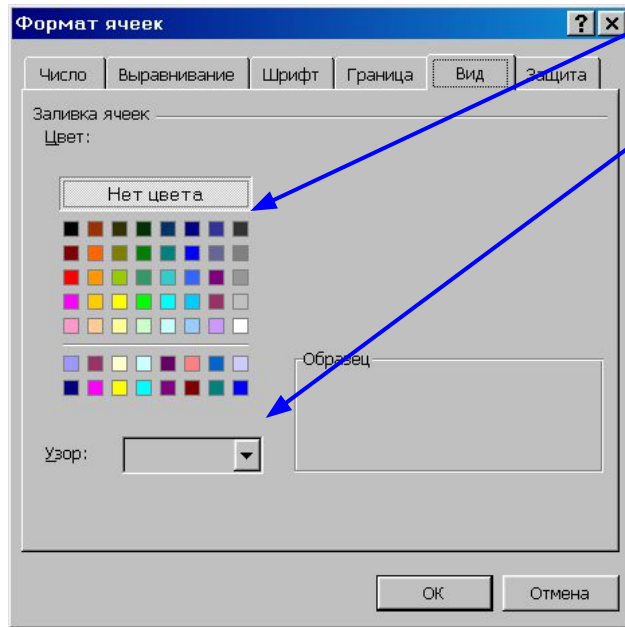 Формат ячеек
Число Выравнивание Шрифт Граница Вид Защита
Заливка ячеек
Цвет:
Нет цвета
Образец
Узор:
ОК Отмена